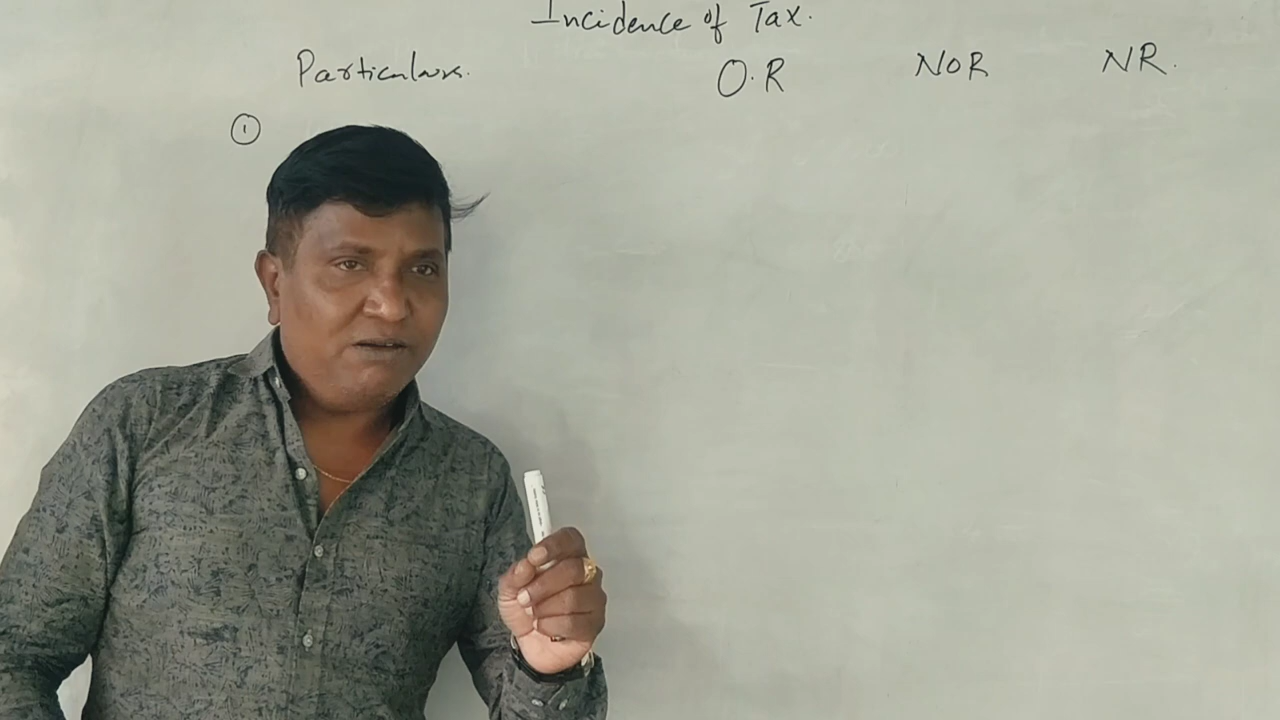 Incidence of Tax.
Particulars. O.R NOR NR.
①